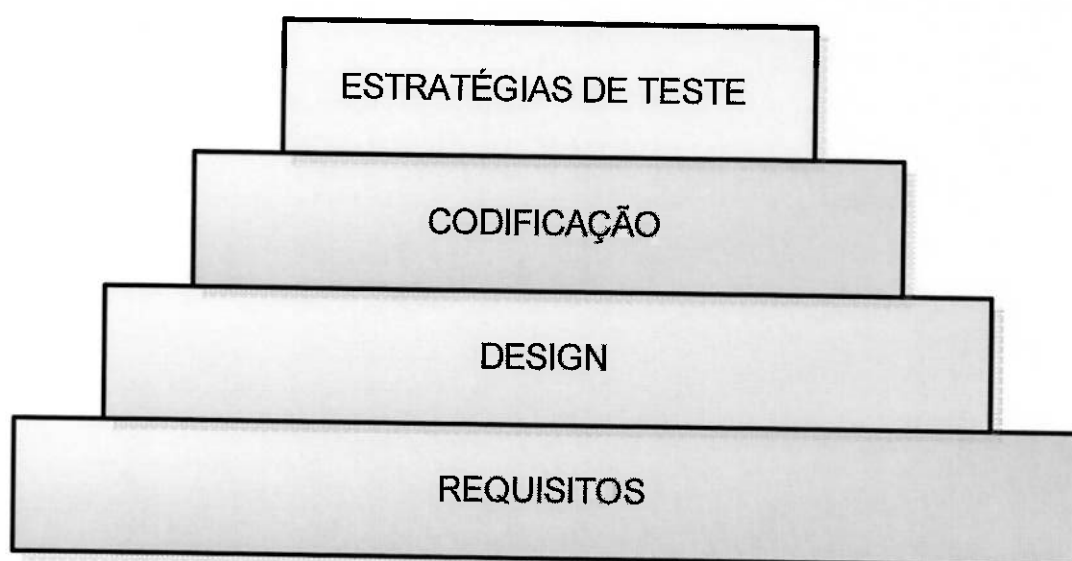 ESTRATÉGIAS DE TESTE
CODIFICAÇÃO
DESIGN
REQUISITOS